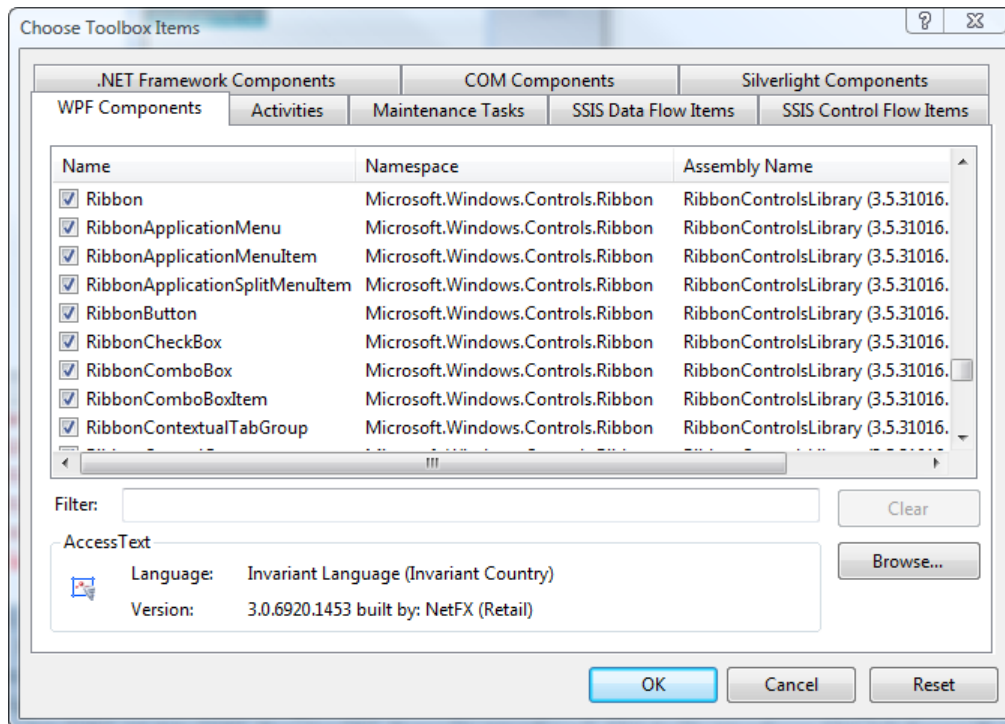 Choose Toolbox Items
.NET Framework Components COM Components Silverlight Components
WPF Components Activities Maintenance Tasks SSIS Data Flow Items SSIS Control Flow Items
Name Namespace Assembly Name
Ribbon Microsoft.Windows.Controls.Ribbon RibbonControlsLibrary (3.5.31016.
RibbonApplicationMenu Microsoft.Windows.Controls.Ribbon RibbonControlsLibrary (3.5.31016.
RibbonApplicationMenuItem Microsoft.Windows.Controls.Ribbon RibbonControlsLibrary (3.5.31016.
RibbonApplicationSplitMenuItem Microsoft.Windows.Controls.Ribbon RibbonControlsLibrary (3.5.31016.
RibbonButton Microsoft.Windows.Controls.Ribbon RibbonControlsLibrary (3.5.31016.
RibbonCheckBox Microsoft.Windows.Controls.Ribbon RibbonControlsLibrary (3.5.31016.
RibbonComboBox Microsoft.Windows.Controls.Ribbon RibbonControlsLibrary (3.5.31016.
RibbonComboBoxItem Microsoft.Windows.Controls.Ribbon RibbonControlsLibrary (3.5.31016.
RibbonContextualTabGroup Microsoft.Windows.Controls.Ribbon RibbonControlsLibrary (3.5.31016.
Filter: Clear
AccessText
Browse...
Language: Invariant Language (Invariant Country)
Version: 3.0.6920.1453 built by: NetFX (Retail)
OK Cancel Reset